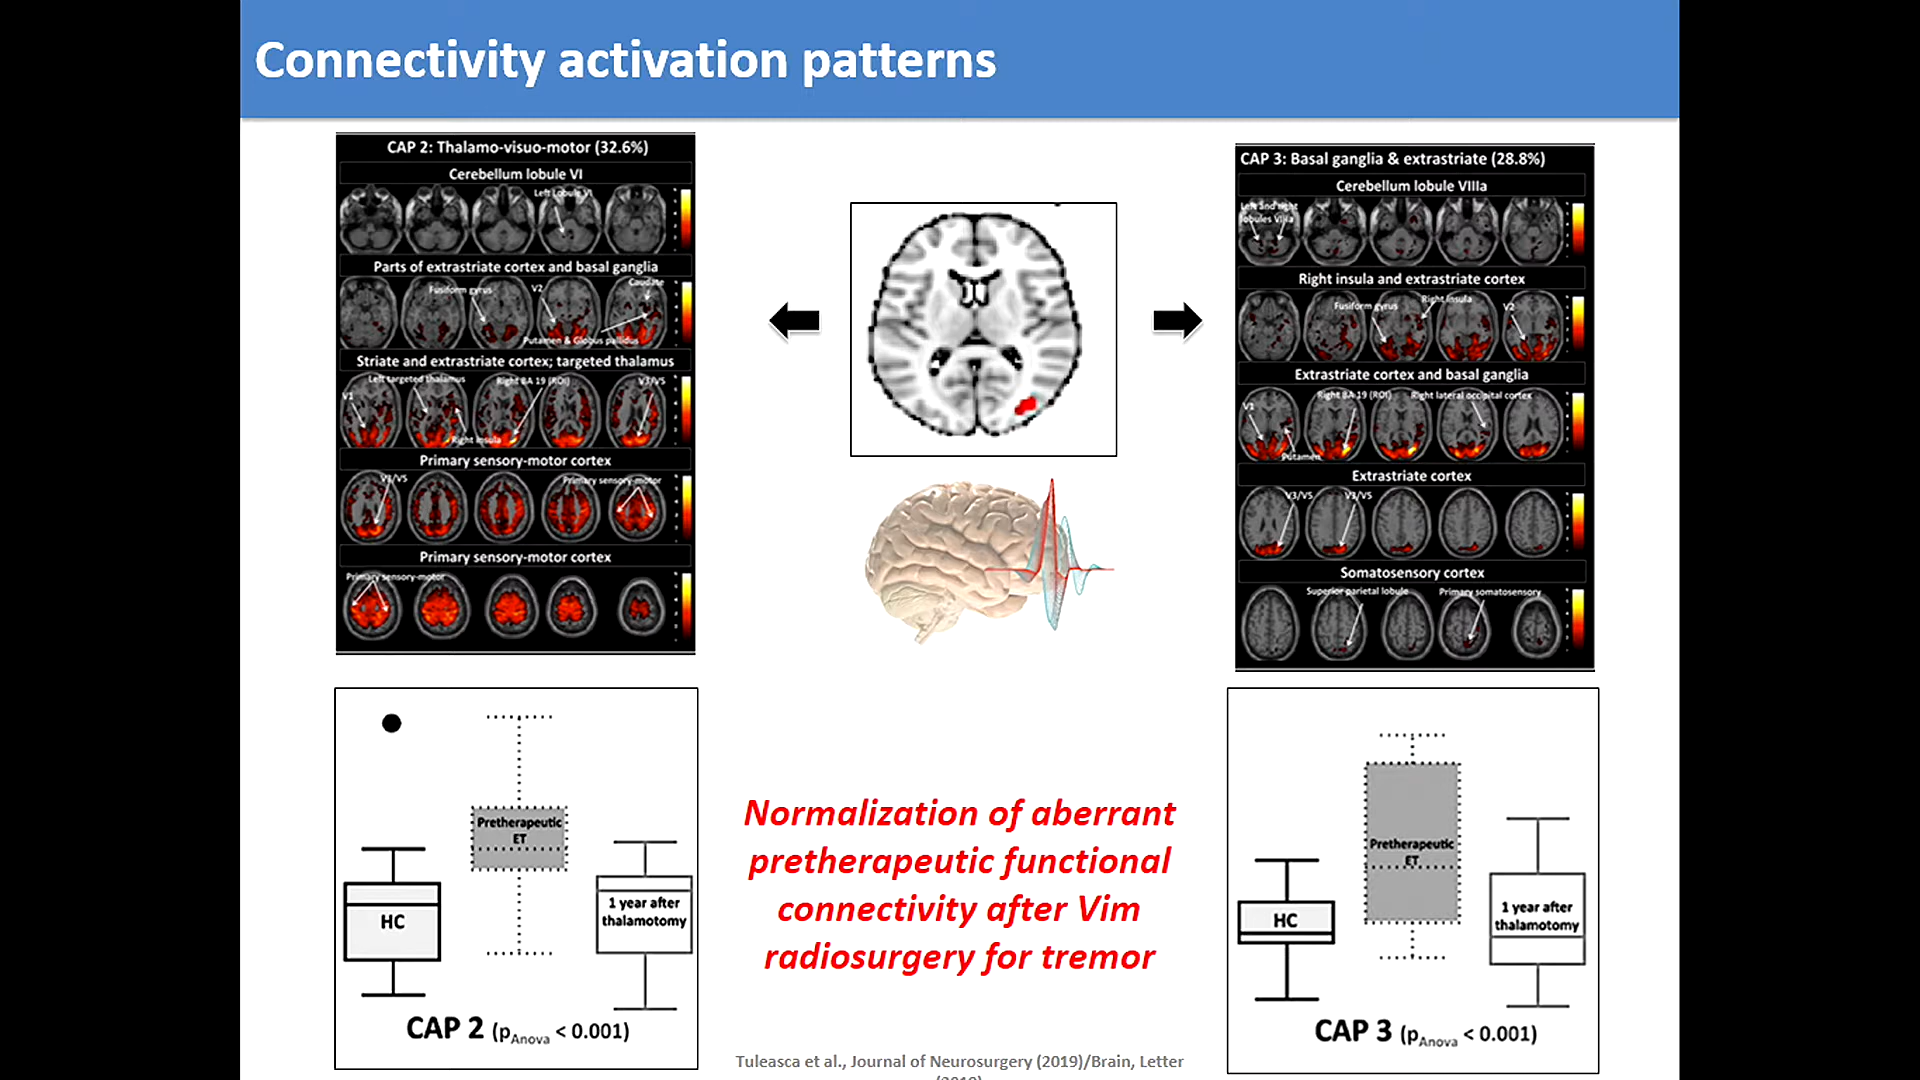 Connectivity activation patterns
CAP 2: Thalamo-visuo-motor (32.6%)
Cerebellum lobule VI
Left Lobule VI
Parts of extrastriate cortex and basal ganglia
Caudate
Fusiform gyrus
V2
Putamen & Globus pallidus
Striate and extrastriate cortex; targeted thalamus
Left targeted thalamus
Right BA 19 (ROI)
V3/V5
V1
Right Insula
Primary sensory-motor cortex
V3/V5
Primary sensory-motor
Primary sensory-motor cortex
Primary sensory-motor
CAP 3: Basal ganglia & extrastriate (28.8%)
Cerebellum lobule VIIIa
Left and right
lobules VIIIa
Right insula and extrastriate cortex
Fusiform gyrus
Right Insula
V2
Extrastriate cortex and basal ganglia
Right BA 19 (ROI)
Right lateral occipital cortex
V1
Putamen
Extrastriate cortex
V3/V5
V3/V5
Somatosensory cortex
Superior parietal lobule
Primary somatosensory
Pretherapeutic
ET
HC
1 year after
thalamotomy
CAP 2 (pAnova < 0.001)
Normalization of aberrant
pretherapeutic functional
connectivity after Vim
radiosurgery for tremor
Pretherapeutic
ET
HC
1 year after
thalamotomy
CAP 3 (pAnova < 0.001)
Tuleasca et al., Journal of Neurosurgery (2019)/Brain, Letter